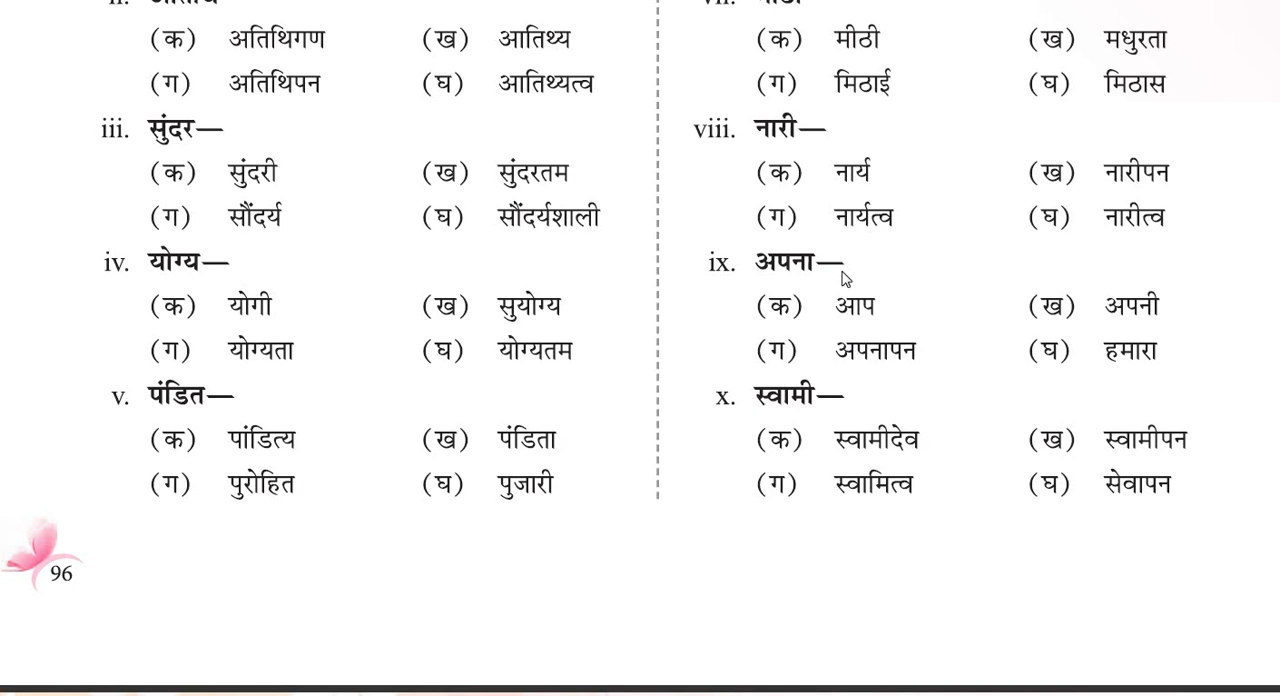 (क) अतिथिगण (ख) आतिथ्य
(ग) अतिथिपन (घ) आतिथ्यत्व
iii. सुंदर—
(क) सुंदरी (ख) सुंदरतम
(ग) सौंदर्य (घ) सौंदर्यशाली
iv. योग्य—
(क) योगी (ख) सुयोग्य
(ग) योग्यता (घ) योग्यतम
v. पंडित—
(क) पांडित्य (ख) पंडिता
(ग) पुरोहित (घ) पुजारी
(क) मीठी (ख) मधुरता
(ग) मिठाई (घ) मिठास
viii. नारी—
(क) नार्य (ख) नारीपन
(ग) नार्यत्व (घ) नारीत्व
ix. अपना—
(क) आप (ख) अपनी
(ग) अपनापन (घ) हमारा
x. स्वामी—
(क) स्वामीदेव (ख) स्वामीपन
(ग) स्वामित्व (घ) सेवापन
96